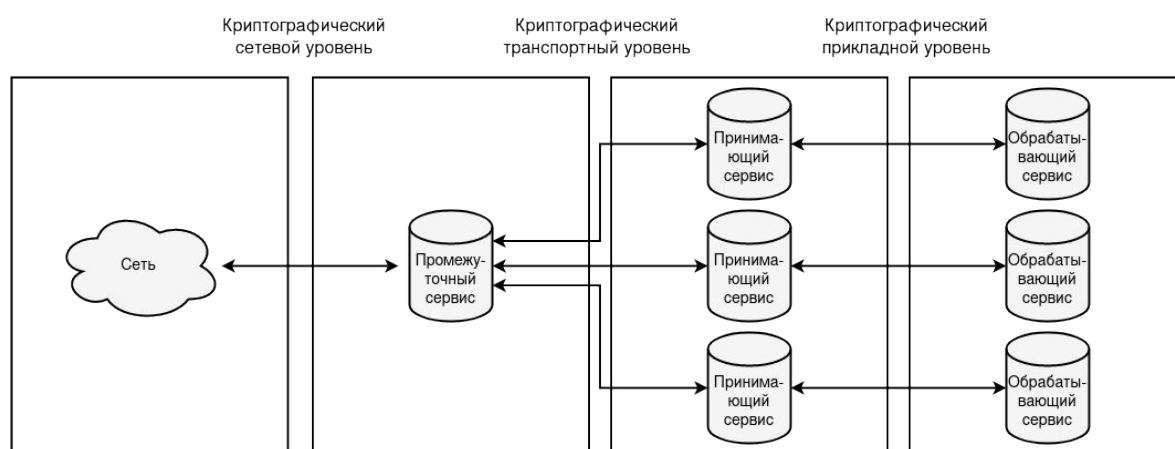 Криптографический
сетевой уровень
Криптографический
транспортный уровень
Криптографический
прикладной уровень
Принима-
ющий
сервис
Обрабаты-
вающий
сервис
Сеть
Промежу-
точный
сервис
Принима-
ющий
сервис
Обрабаты-
вающий
сервис
Принима-
ющий
сервис
Обрабаты-
вающий
сервис